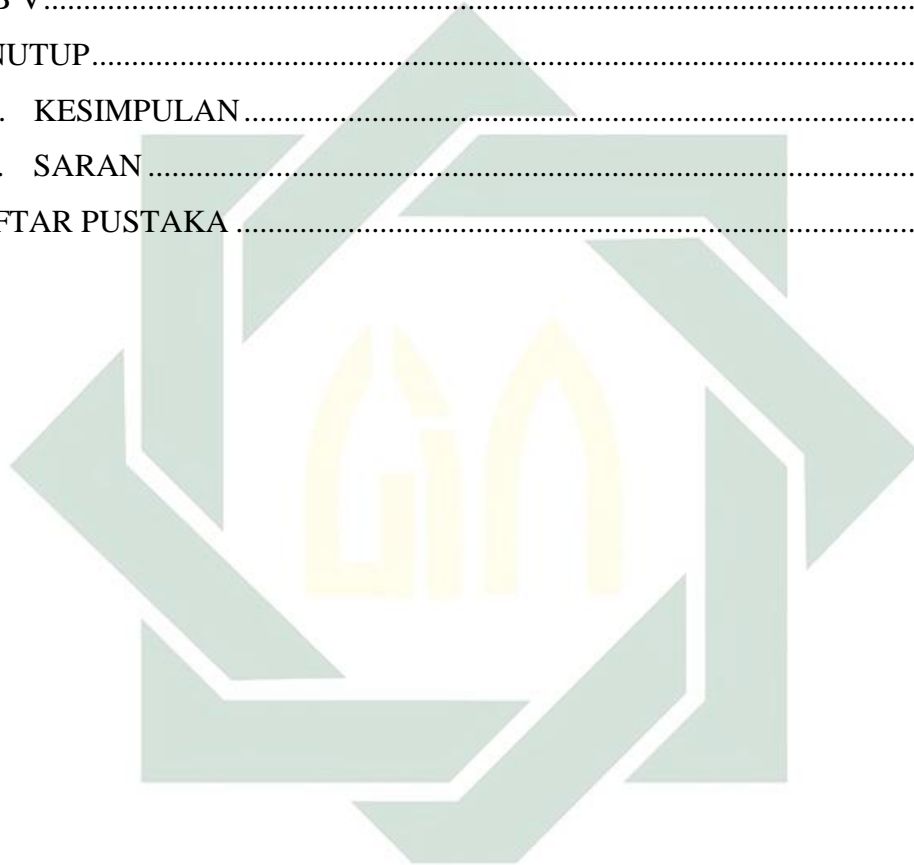 B V
NUTUP
. KESIMPULAN
. SARAN
FTAR PUSTAKA